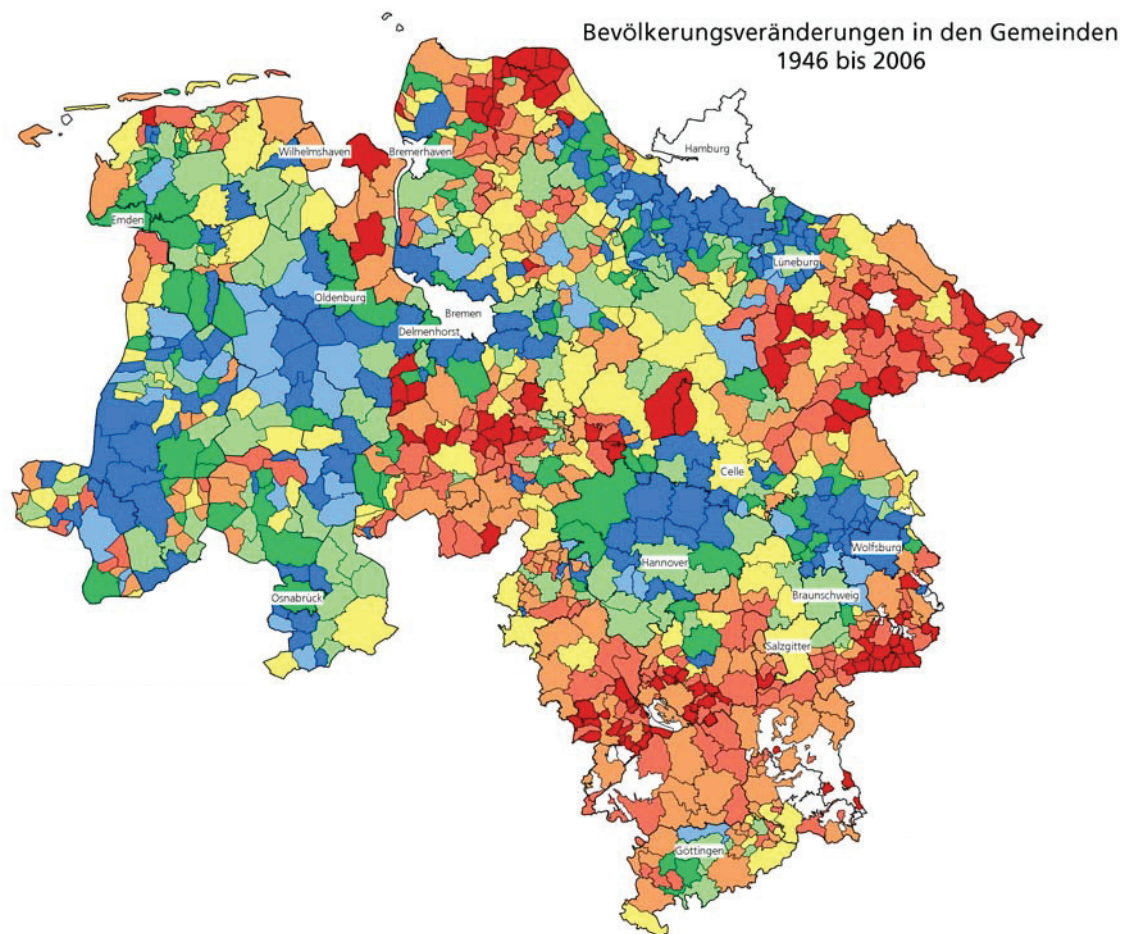 Bevölkerungsveränderungen in den Gemeinden
1946 bis 2006
Wilhelmshaven
Bremerhaven
Hamburg
Emden
Lüneburg
Oldenburg
Bremen
Delmenhorst
Celle
Wolfsburg
Hannover
Braunschweig
Osnabrück
Salzgitter
Göttingen